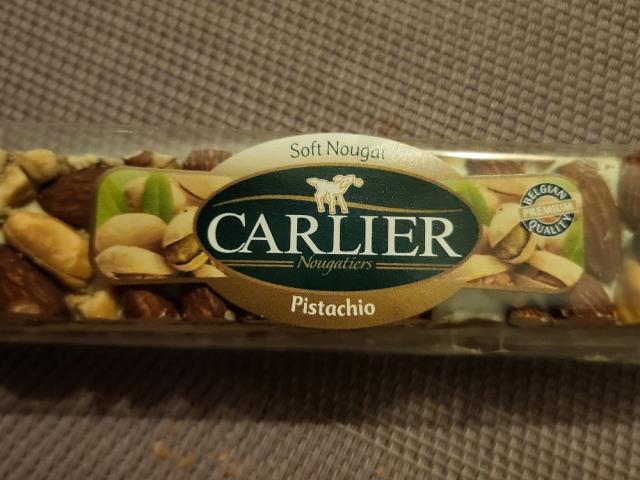 Soft Nougat
CARLIER
Nougatiers
Pistachio
BELGIAN
PREMIUM
QUALITY